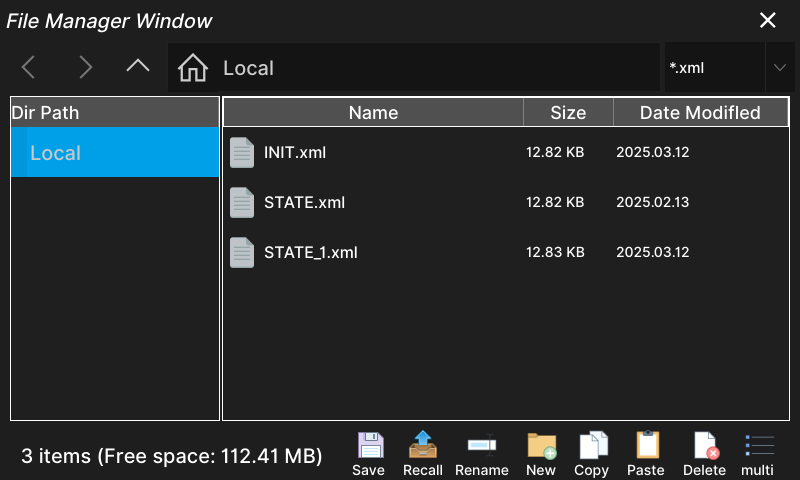 File Manager Window
Local
*.xml
Dir Path
Name Size Date Modified
Local
INIT.xml 12.82 KB 2025.03.12
STATE.xml 12.82 KB 2025.02.13
STATE_1.xml 12.83 KB 2025.03.12
3 items (Free space: 112.41 MB)
Save Recall Rename New Copy Paste Delete multi